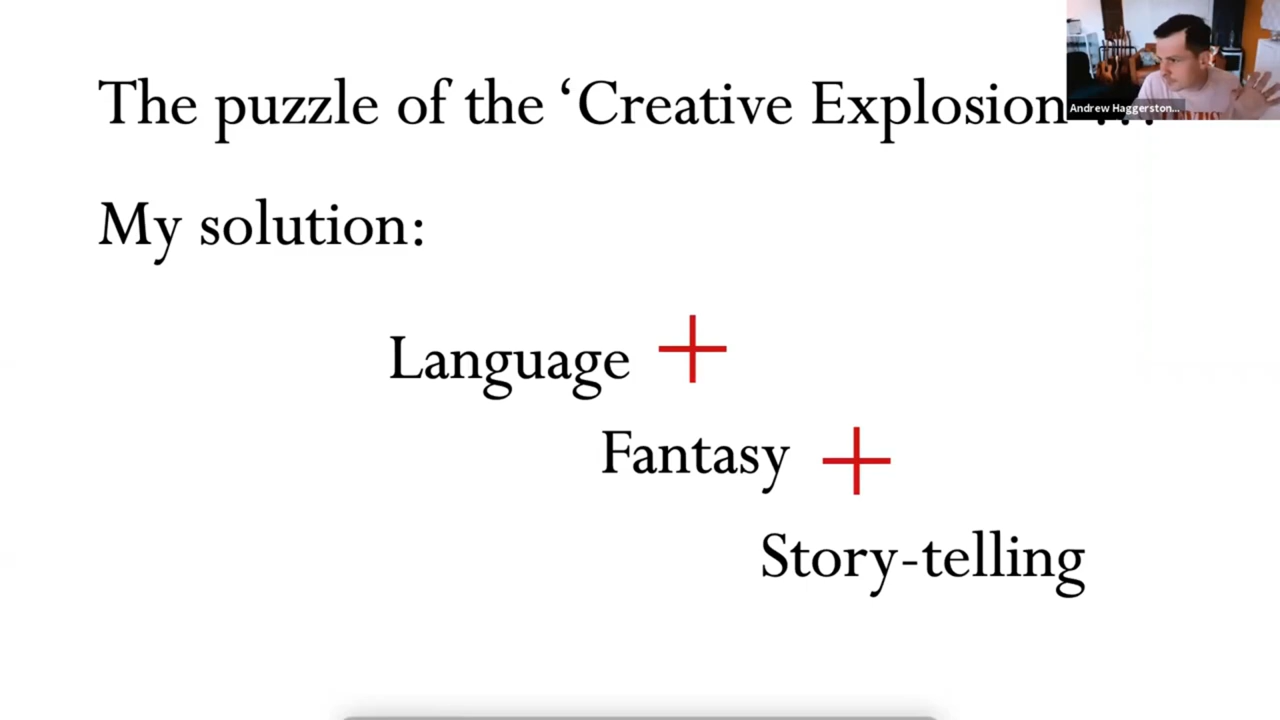 The puzzle of the ‘Creative Explosion
My solution:
Language +
Fantasy +
Story-telling
Andrew Haggerston...